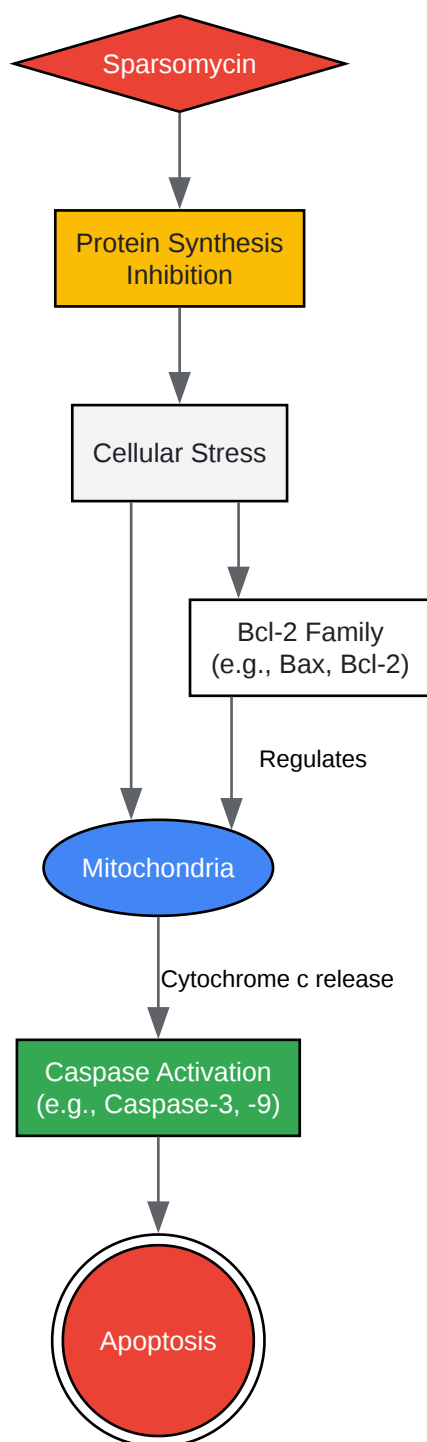 Sparsomycin
Protein Synthesis
Inhibition
Cellular Stress
Bcl-2 Family
(e.g., Bax, Bcl-2)
Regulates
Mitochondria
Cytochrome c release
Caspase Activation
(e.g., Caspase-3, -9)
Apoptosis